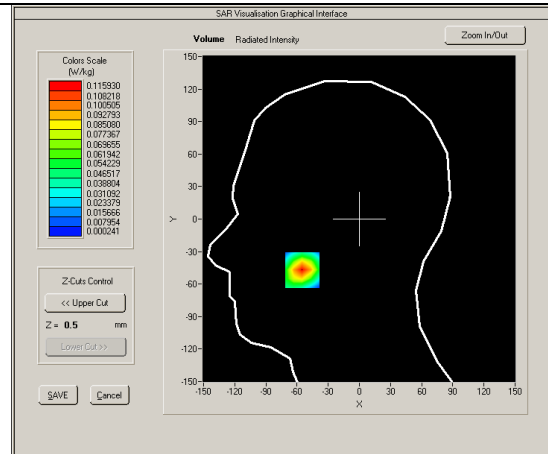 SAR Visualisation Graphical Interface
Volume Radiated Intensity
Zoom In/Out
Colors Scale
(W/kg)
0.115930
0.108218
0.100505
0.092793
0.085080
0.077367
0.069655
0.061942
0.054229
0.046517
0.038804
0.031092
0.023379
0.015666
0.007954
0.000241
Z-Cuts Control
<< Upper Cut
Z = 0.5 mm
Lower Cut >>
SAVE Cancel
150
120
90
60
30
0
-30
-60
-90
-120
-150
Y
-150 -120 -90 -60 -30 0 30 60 90 120 150
X